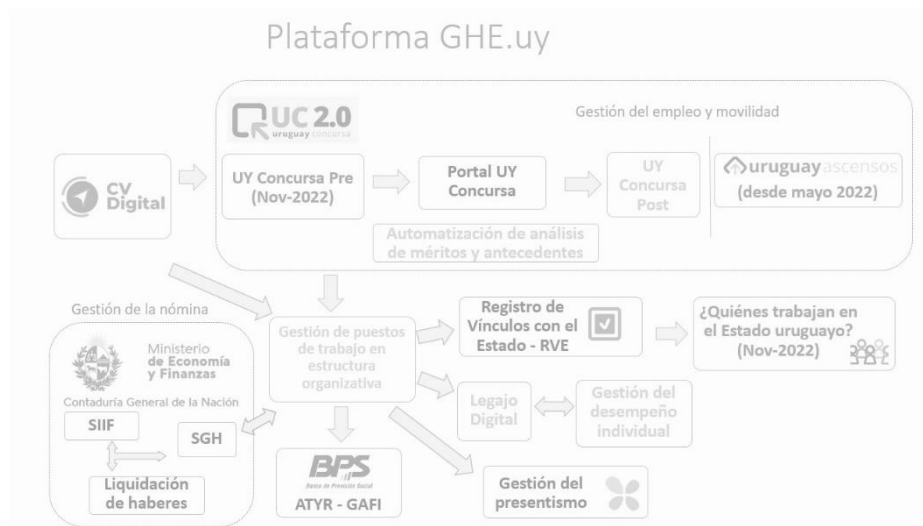 Plataforma GHE.uy
UC 2.0
uruguay concursa
Gestión del empleo y movilidad
CV
Digital
UY Concursa Pre
(Nov-2022)
Portal UY
Concursa
UY
Concursa
Post
uruguayascensos
(desde mayo 2022)
Automatización de análisis
de méritos y antecedentes
Gestión de la nómina
Ministerio
de Economía
y Finanzas
Contaduría General de la Nación
SIIF
SGH
Liquidación
de haberes
Gestión de puestos
de trabajo en
estructura
organizativa
Registro de
Vínculos con el
Estado - RVE
¿Quiénes trabajan en
el Estado uruguayo?
(Nov-2022)
Legajo
Digital
Gestión del
desempeño
individual
BPS
Banco de Previsión Social
ATYR - GAFI
Gestión del
presentismo